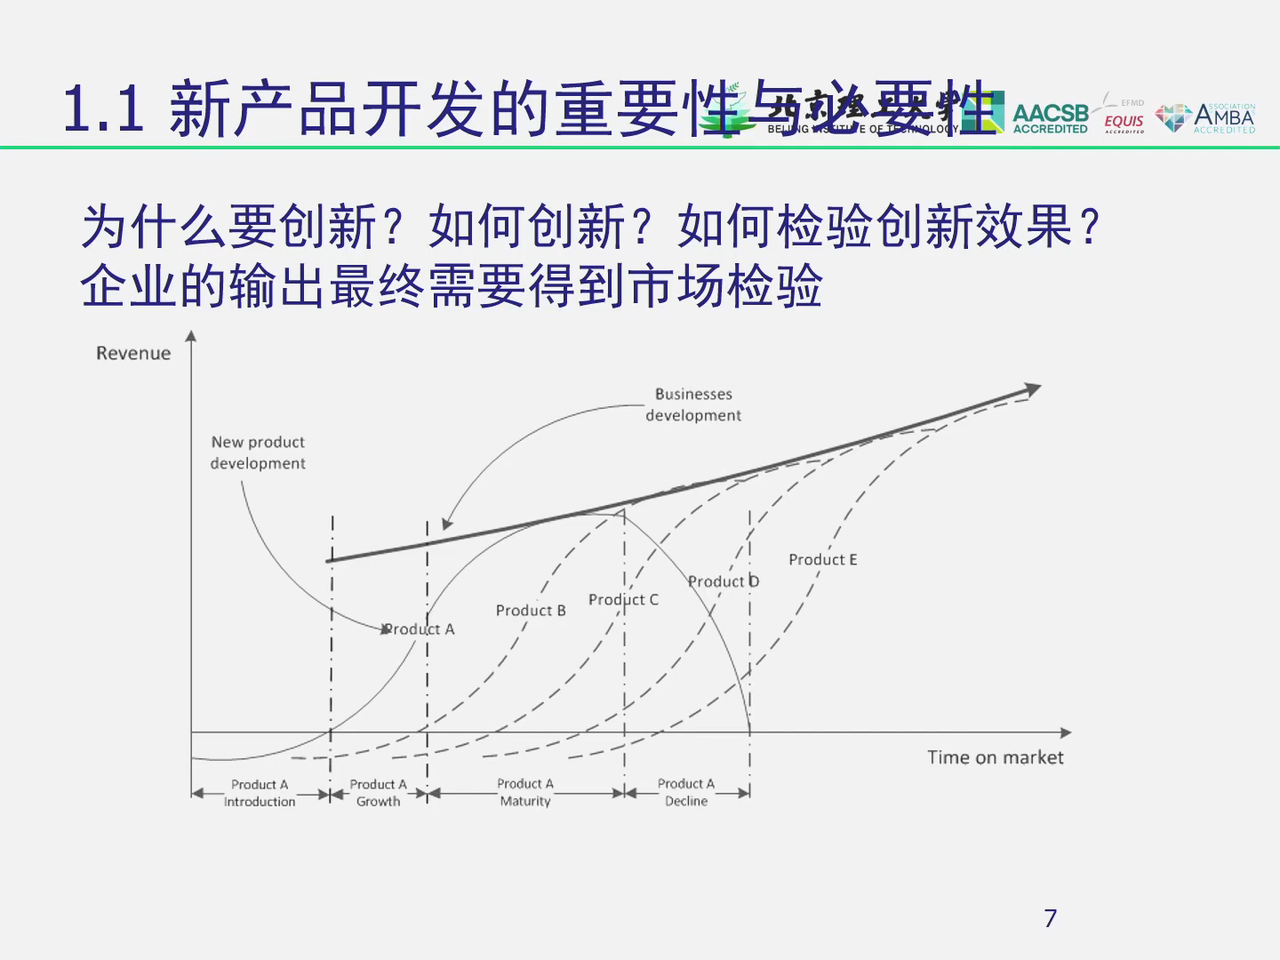 1.1 新产品开发的重要性与必要性
北京理工大学
BEIJING INSTITUTE OF TECHNOLOGY
AACSB
ACCREDITED
EFMD
EQUIS
ACCREDITED
ASSOCIATION
AMBA
ACCREDITED
为什么要创新？如何创新？如何检验创新效果？
企业的输出最终需要得到市场检验
Revenue
Businesses
development
New product
development
Product A
Product B
Product C
Product D
Product E
Time on market
Product A
Introduction
Product A
Growth
Product A
Maturity
Product A
Decline
7